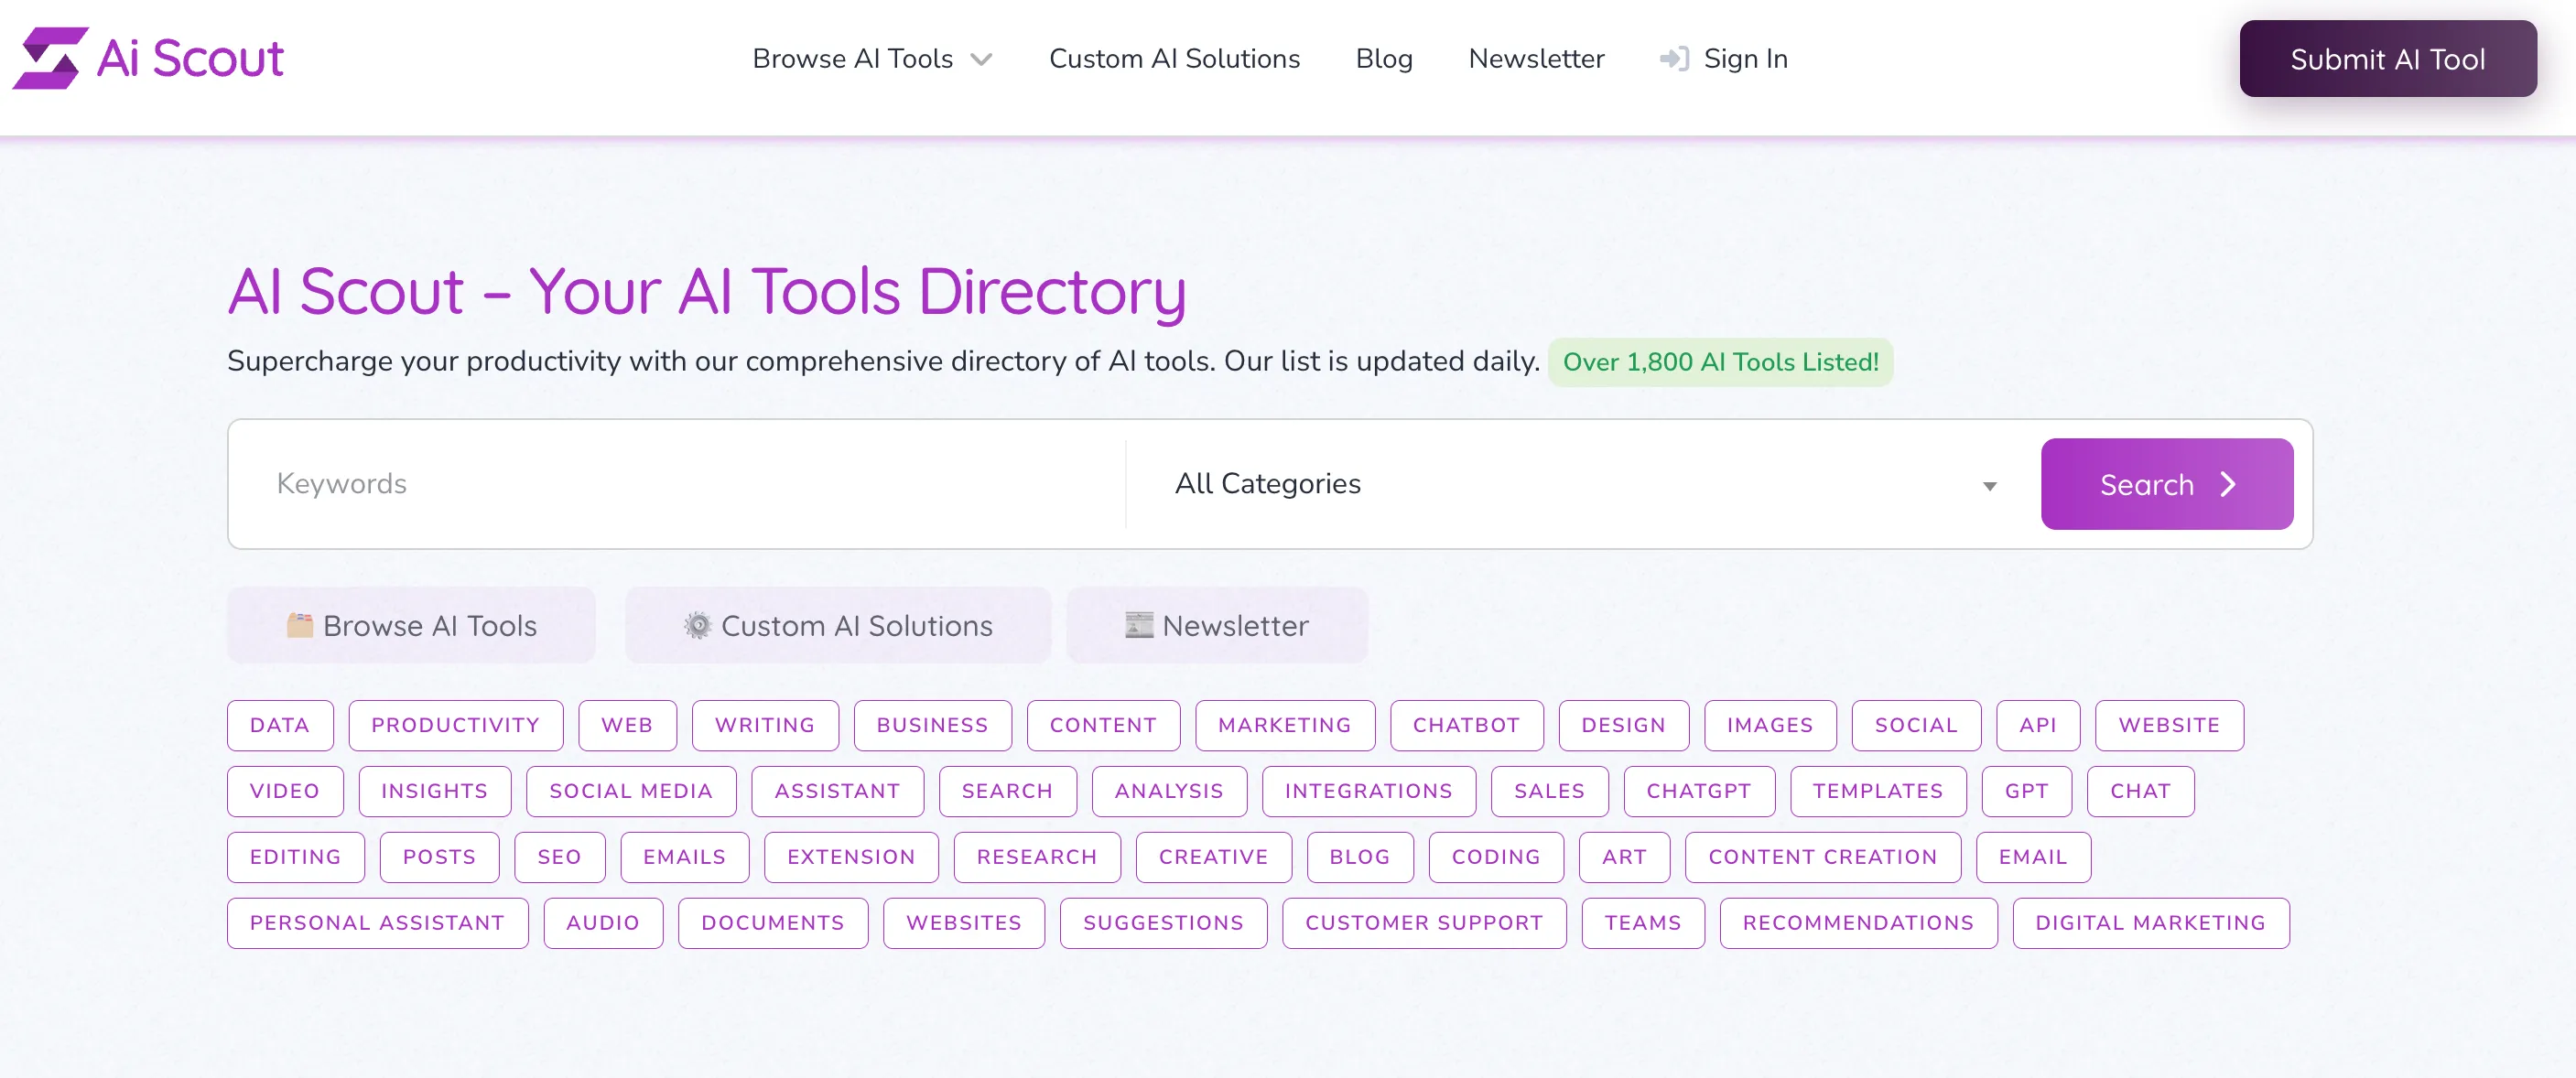 Ai Scout
Browse AI Tools
Custom AI Solutions
Blog
Newsletter
Sign In
Submit AI Tool
AI Scout – Your AI Tools Directory
Supercharge your productivity with our comprehensive directory of AI tools. Our list is updated daily. Over 1,800 AI Tools Listed!
Keywords
All Categories
Search
Browse AI Tools
Custom AI Solutions
Newsletter
DATA PRODUCTIVITY WEB WRITING BUSINESS CONTENT MARKETING CHATBOT DESIGN IMAGES SOCIAL API WEBSITE
VIDEO INSIGHTS SOCIAL MEDIA ASSISTANT SEARCH ANALYSIS INTEGRATIONS SALES CHATGPT TEMPLATES GPT CHAT
EDITING POSTS SEO EMAILS EXTENSION RESEARCH CREATIVE BLOG CODING ART CONTENT CREATION EMAIL
PERSONAL ASSISTANT AUDIO DOCUMENTS WEBSITES SUGGESTIONS CUSTOMER SUPPORT TEAMS RECOMMENDATIONS DIGITAL MARKETING